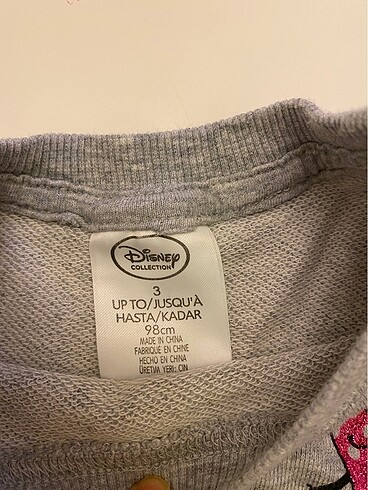 Disney
COLLECTION
3
UP TO/JUSQU'À
HASTA/KADAR
98cm
MADE IN CHINA
FABRIQUÉ EN CHINE
HECHO EN CHINA
ÜRETİM YERİ: ÇİN